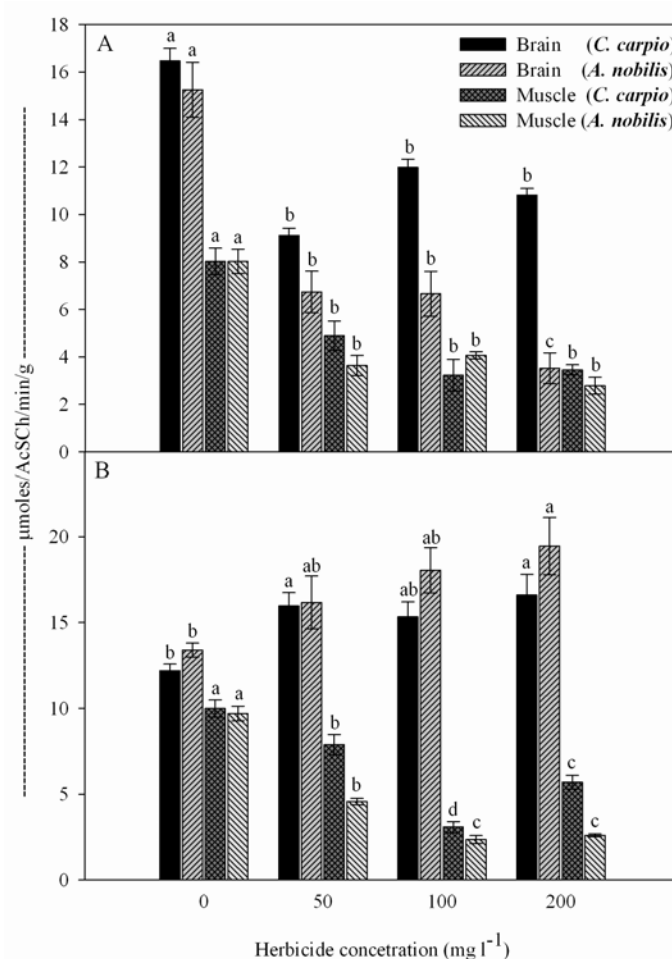 A
18
16
14
12
10
8
6
4
2
0
Brain (C. carpio)
Brain (A. nobilis)
Muscle (C. carpio)
Muscle (A. nobilis)
a a a a
b b b b
b b b b
b c b b
μmoles/AcSCh/min/g
B
20
15
10
5
0
b b a a
a ab b b
ab ab d c
a a c c
0 50 100 200
Herbicide concetration (mg l-1)